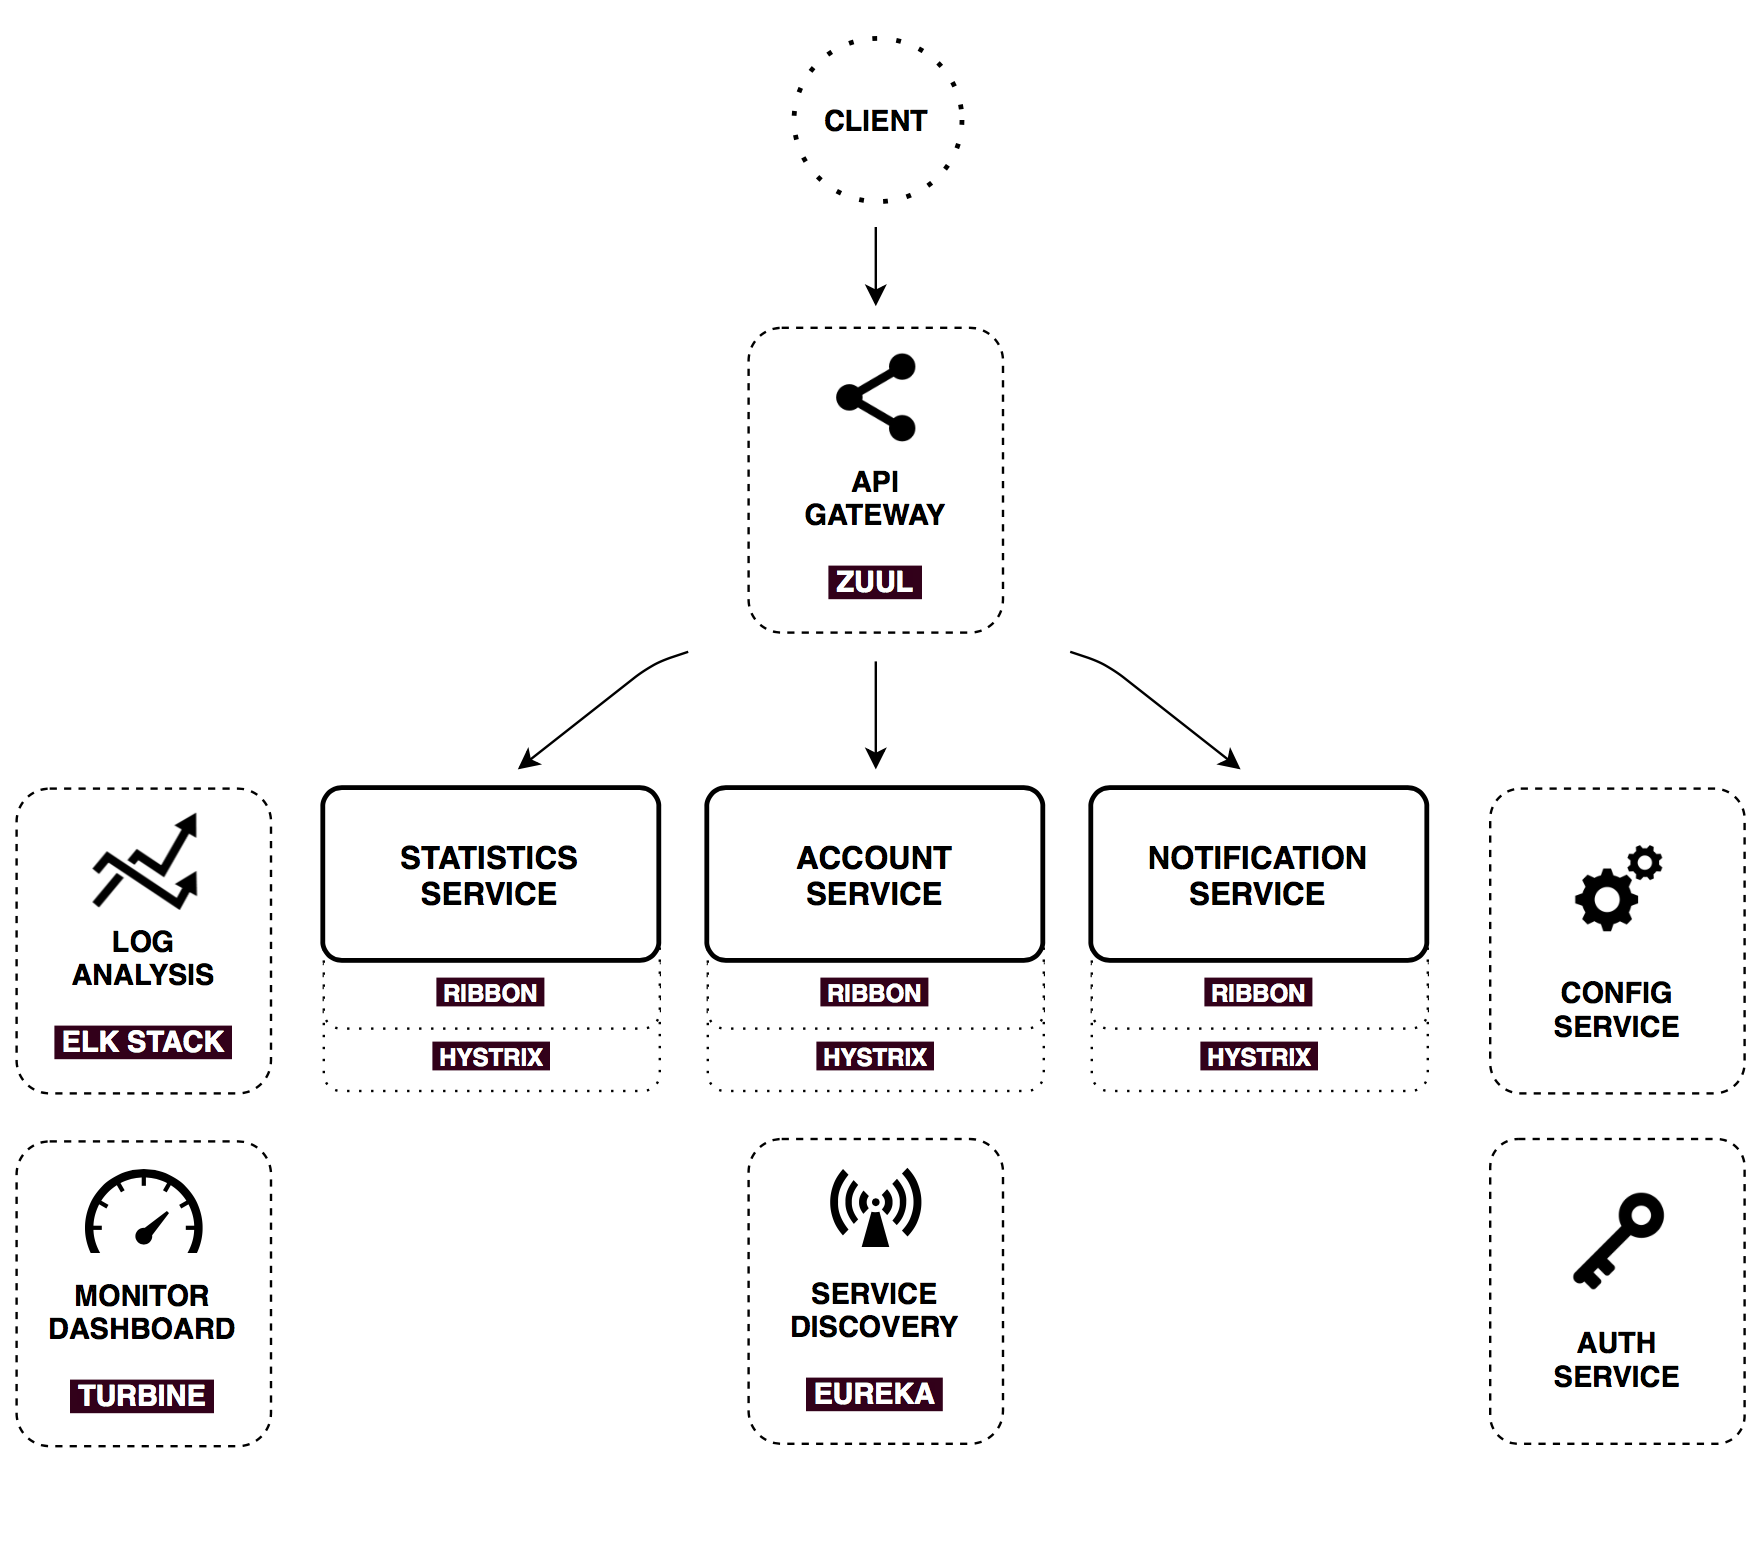 CLIENT
API
GATEWAY
ZUUL
LOG
ANALYSIS
ELK STACK
STATISTICS
SERVICE
RIBBON
HYSTRIX
ACCOUNT
SERVICE
RIBBON
HYSTRIX
NOTIFICATION
SERVICE
RIBBON
HYSTRIX
CONFIG
SERVICE
MONITOR
DASHBOARD
TURBINE
SERVICE
DISCOVERY
EUREKA
AUTH
SERVICE